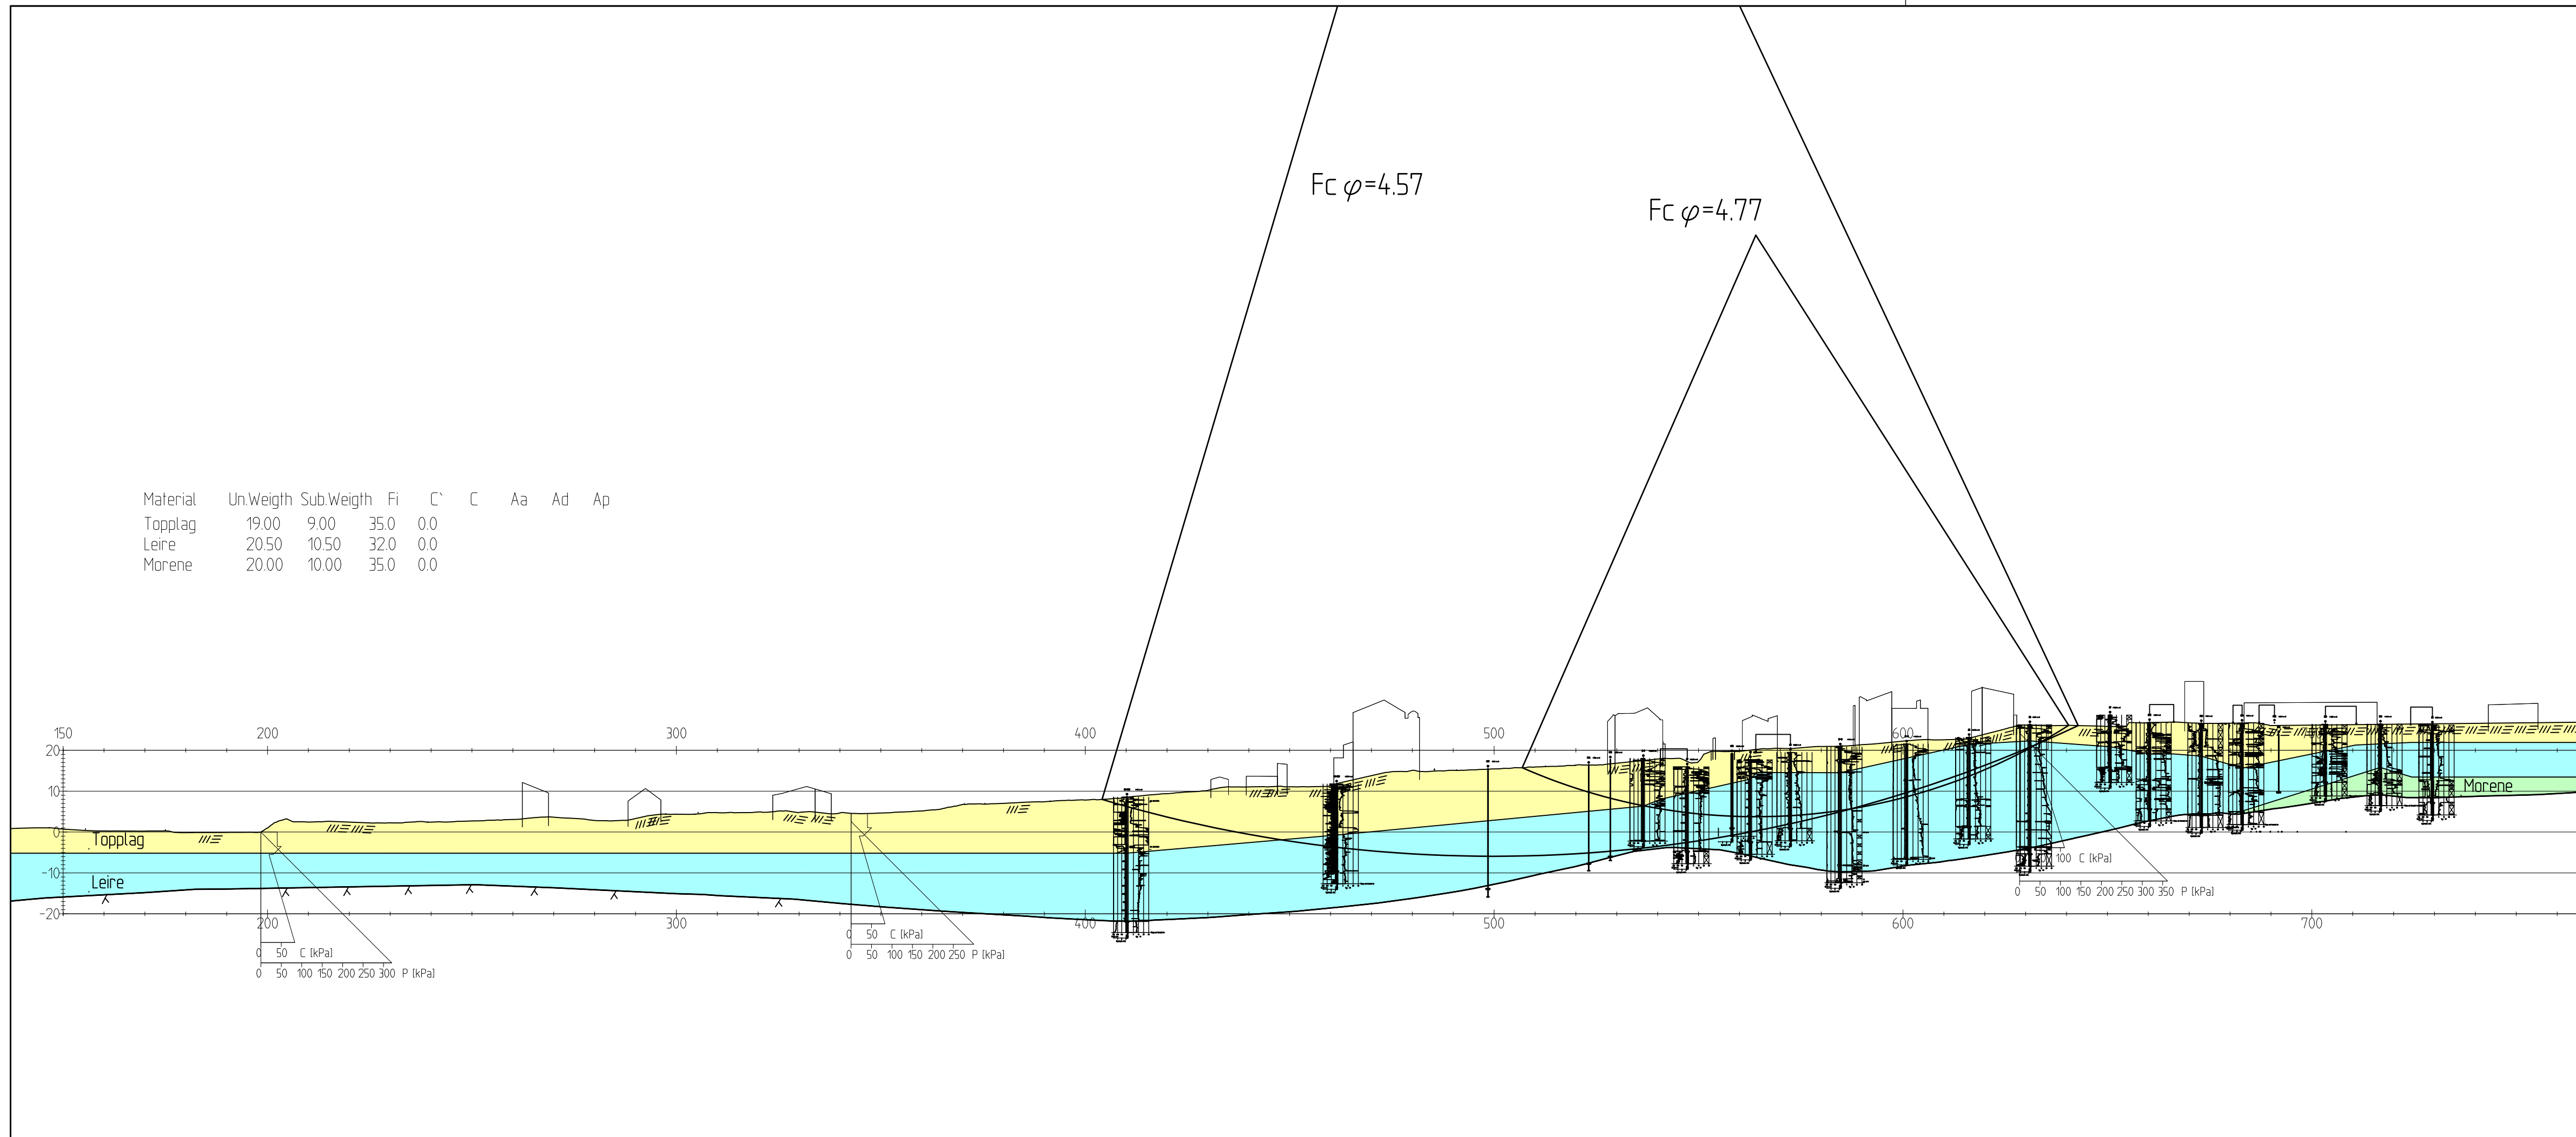 Fc φ=4.57
Fc φ=4.77
Material Un.Weigth Sub.Weigth Fi C` C Aa Ad Ap
Topplag 19.00 9.00 35.0 0.0
Leire 20.50 10.50 32.0 0.0
Morene 20.00 10.00 35.0 0.0
150 200 300 400 500 600
20
10
0
-10
-20
Topplag
Leire
Morene
200 300 400 500 600 700
0 50 C [kPa]
0 50 100 150 200 250 300 P [kPa]
0 50 C [kPa]
0 50 100 150 200 250 P [kPa]
100 C [kPa]
0 50 100 150 200 250 300 350 P [kPa]